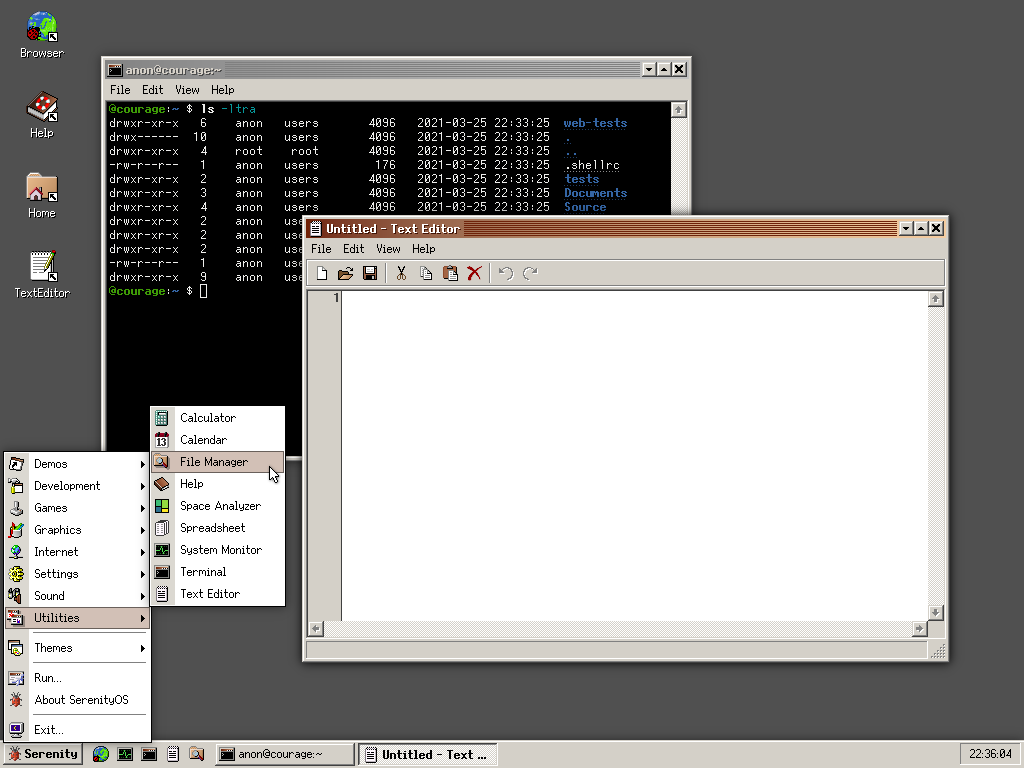 Browser
Help
Home
TextEditor
anon@courage:~
File Edit View Help
@courage:~ $ ls -ltra
drwxr-xr-x 6 anon users 4096 2021-03-25 22:33:25 web-tests
drwx------ 10 anon users 4096 2021-03-25 22:33:25 .
drwxr-xr-x 4 root root 4096 2021-03-25 22:33:25 ..
-rw-r--r-- 1 anon users 176 2021-03-25 22:33:25 .shellrc
drwxr-xr-x 2 anon users 4096 2021-03-25 22:33:25 tests
drwxr-xr-x 3 anon users 4096 2021-03-25 22:33:25 Documents
drwxr-xr-x 4 anon users 4096 2021-03-25 22:33:25 Source
drwxr-xr-x 2 anon use
drwxr-xr-x 2 anon use
drwxr-xr-x 2 anon use
-rw-r--r-- 1 anon use
drwxr-xr-x 9 anon use
@courage:~ $
Untitled - Text Editor
File Edit View Help
1
Calculator
13 Calendar
File Manager
Help
Space Analyzer
Spreadsheet
System Monitor
Terminal
Text Editor
Demos
Development
Games
Graphics
Internet
Settings
Sound
Utilities
Themes
Run...
About SerenityOS
Exit...
Serenity
anon@courage:~
Untitled - Text ...
22:36:04